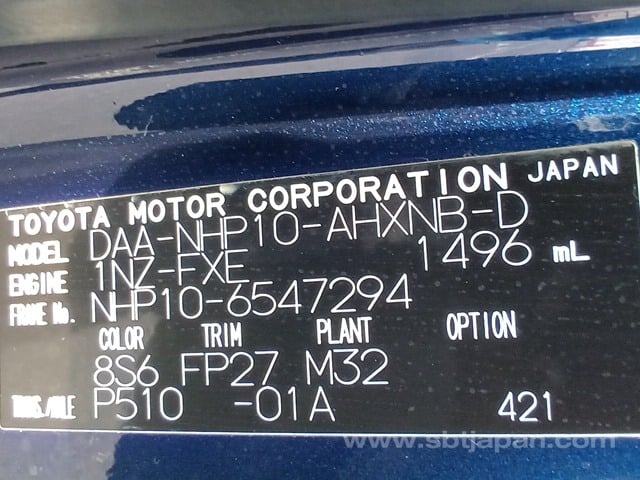 TOYOTA MOTOR CORPORATION JAPAN
MODEL DAA-NHP10-AHXNB-D
ENGINE 1NZ-FXE 1496 mL
FRAME No. NHP10-6547294
COLOR TRIM PLANT OPTION
8S6 FP27 M32
TRANS./AXLE P510 -01A 421
www.sbtjapan.com